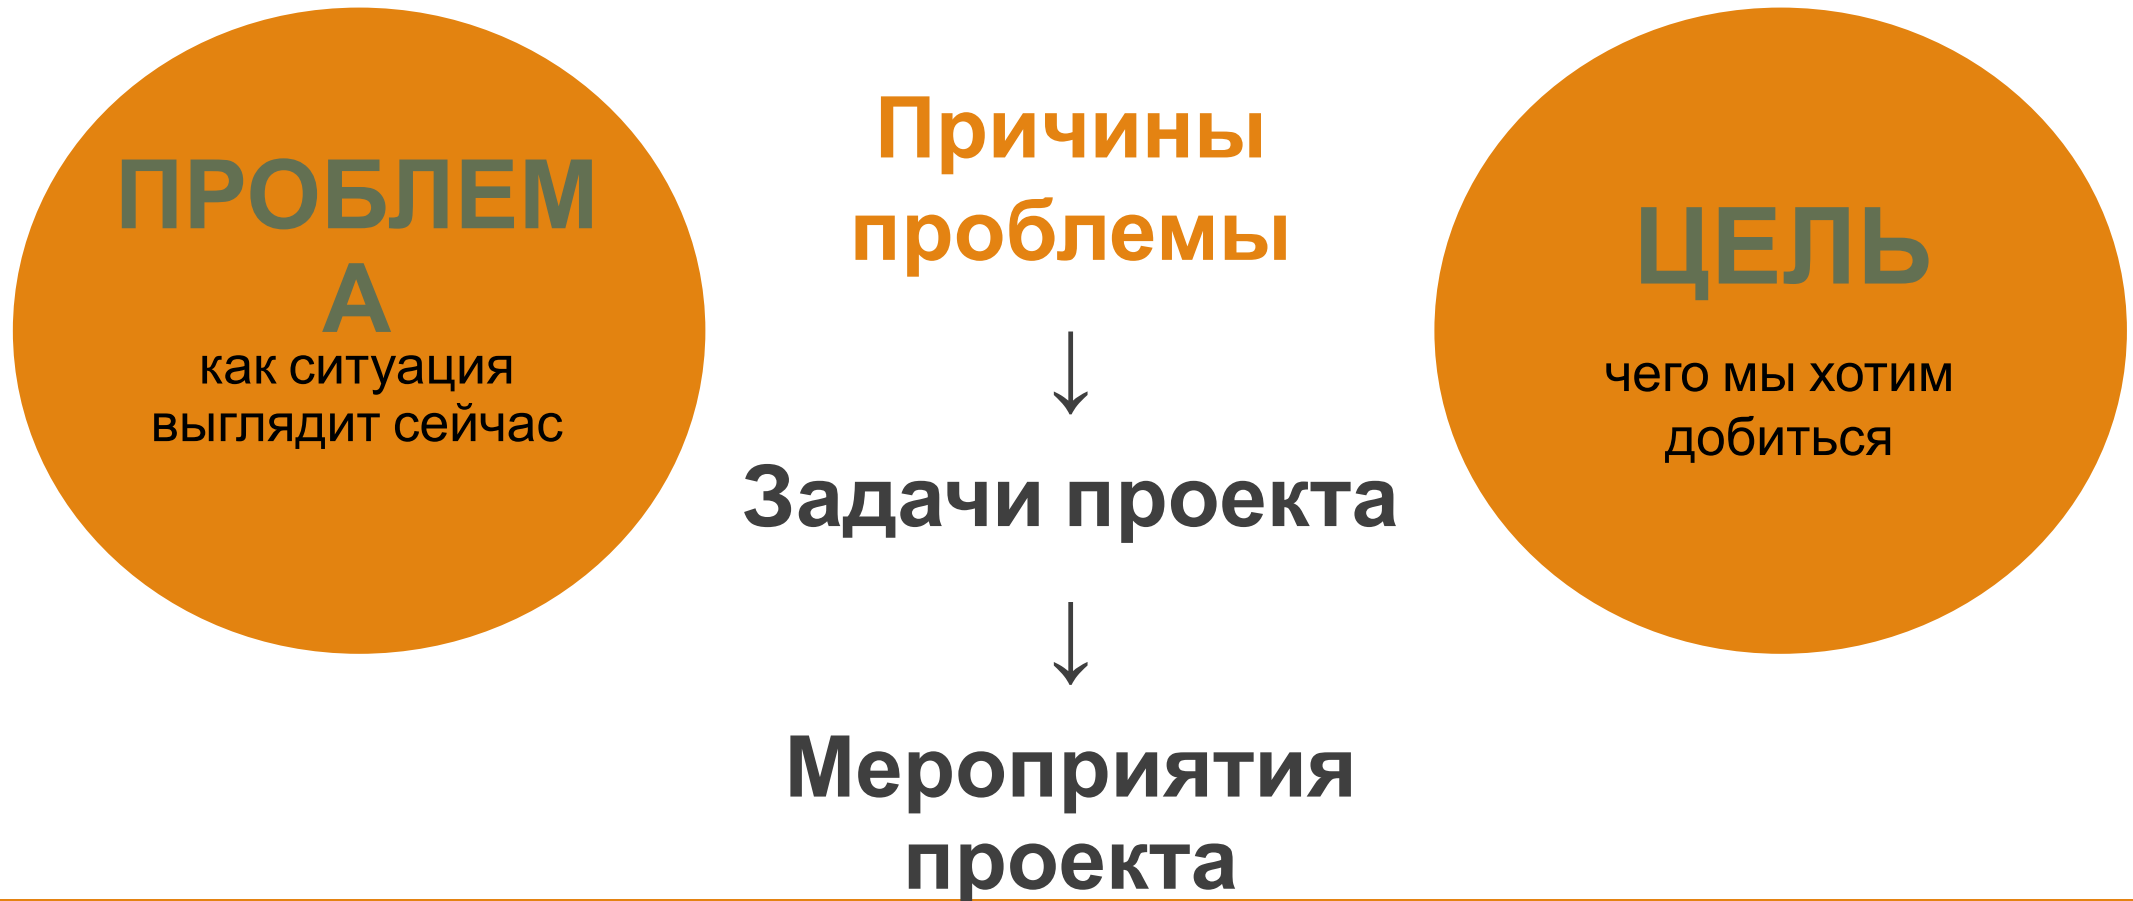 ПРОБЛЕМ
А
как ситуация
выглядит сейчас
Причины
проблемы
↓
Задачи проекта
↓
Мероприятия
проекта
ЦЕЛЬ
чего мы хотим
добиться